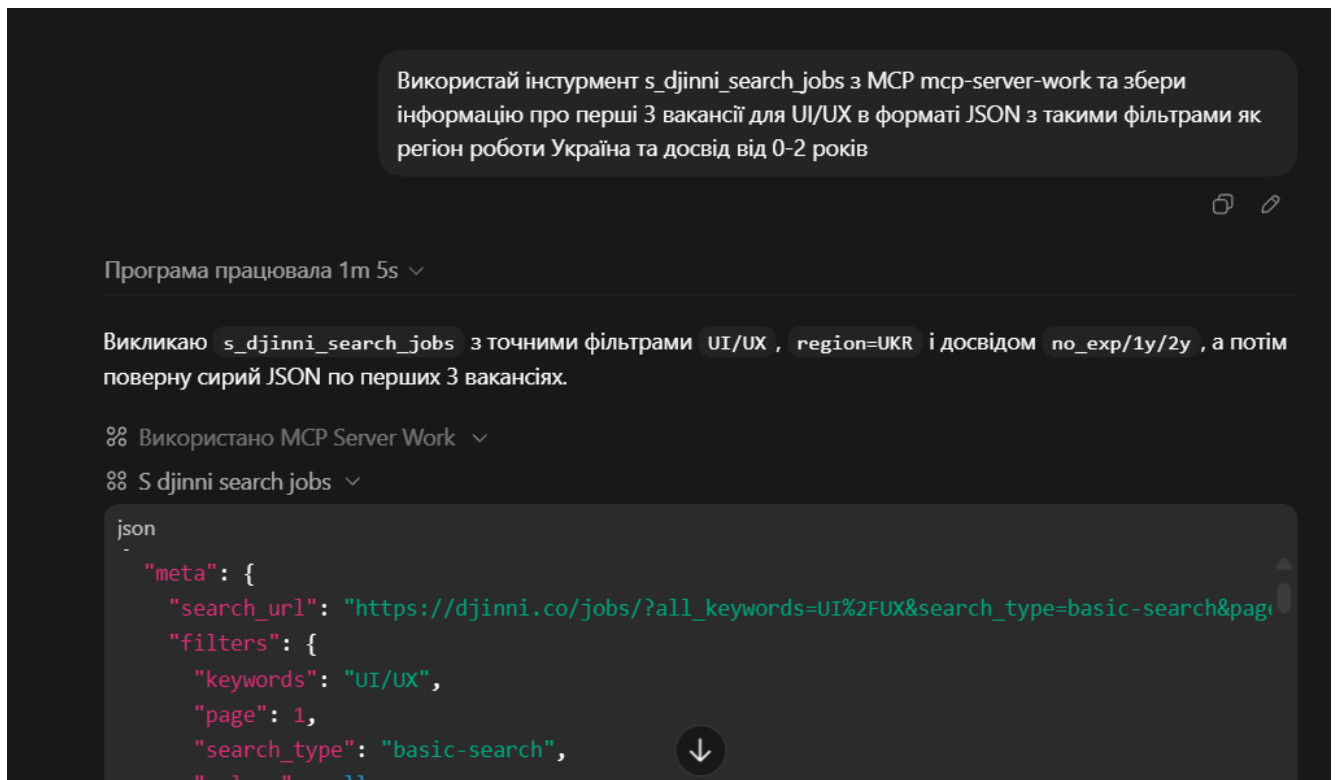 Використай інстурмент s_djinni_search_jobs з MCP mcp-server-work та збери
інформацію про перші 3 вакансії для UI/UX в форматі JSON з такими фільтрами як
регіон роботи Україна та досвід від 0-2 років
Програма працювала 1m 5s
Викликаю s_djinni_search_jobs з точними фільтрами UI/UX , region=UKR і досвідом no_exp/1y/2y , а потім
поверну сирий JSON по перших 3 вакансіях.
Використано MCP Server Work
S djinni search jobs
json
"meta": {
"search_url": "https://djinni.co/jobs/?all_keywords=UI%2FUX&search_type=basic-search&page
"filters": {
"keywords": "UI/UX",
"page": 1,
"search_type": "basic-search",